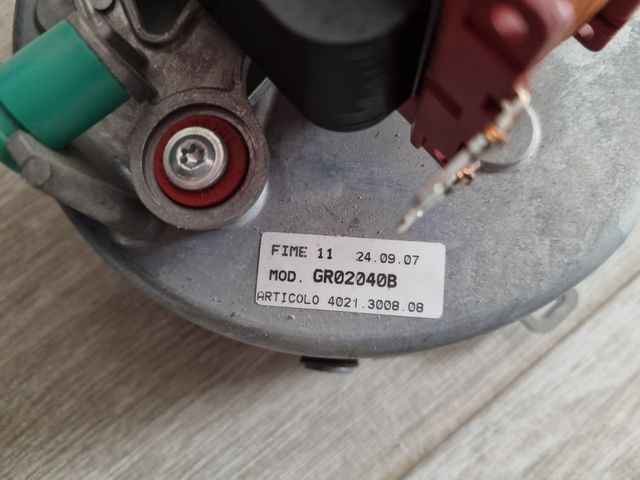 FIME 11 24.09.07
MOD. GR02040B
ARTICOLO 4021.3008.08